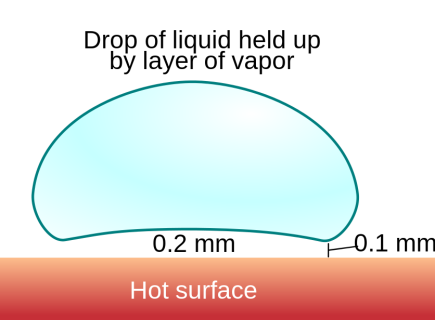 Drop of liquid held up
by layer of vapor
0.2 mm
0.1 mm
Hot surface